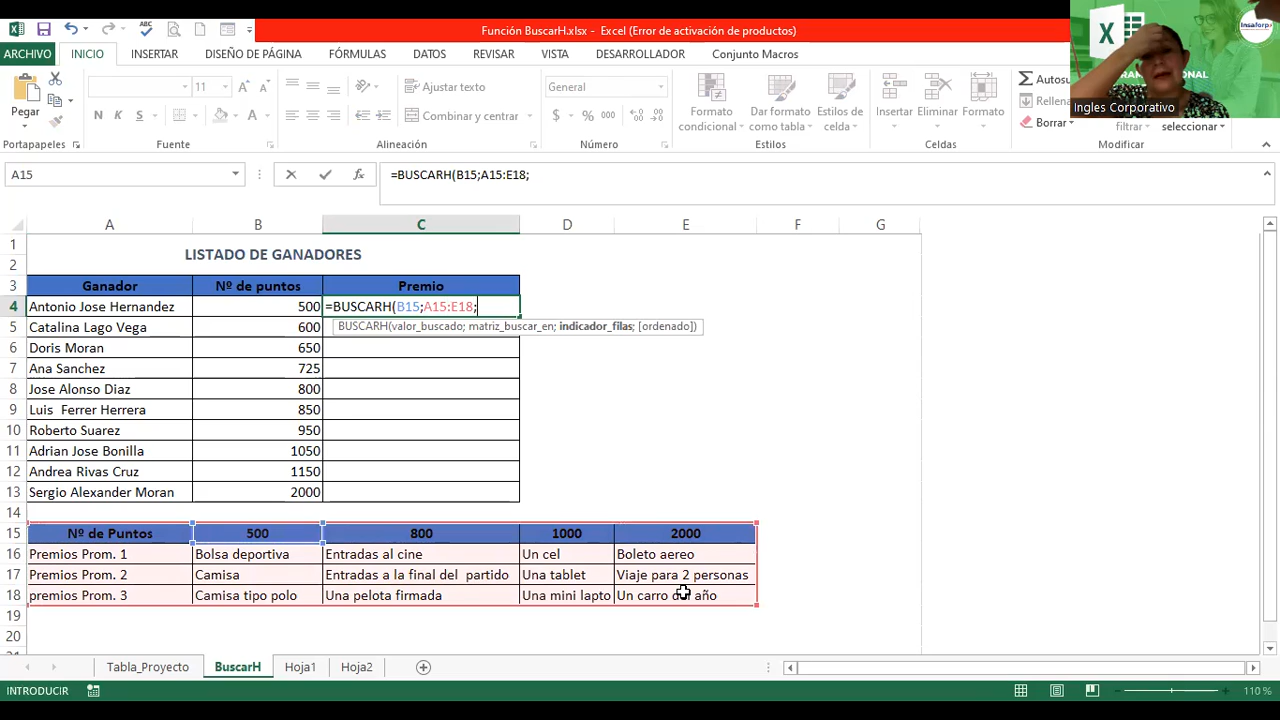 Función BuscarH.xlsx - Excel (Error de activación de productos)
ARCHIVO INICIO INSERTAR DISEÑO DE PÁGINA FÓRMULAS DATOS REVISAR VISTA DESARROLLADOR Conjunto Macros
Insaforp
Ingles Corporativo
Pegar
N K S
11
Ajustar texto
Combinar y centrar
General
$ % 000
Formato condicional
Dar formato como tabla
Estilos de celda
Insertar
Eliminar
Formato
Autosu
Rellena
Borrar
filtrar
seleccionar
Portapapeles Fuente Alineación Número Estilos Celdas Modificar
A15 fx =BUSCARH(B15;A15:E18;
A B C D E F G
1 LISTADO DE GANADORES
2
3 Ganador Nº de puntos Premio
4 Antonio Jose Hernandez 500 =BUSCARH(B15;A15:E18;
BUSCARH(valor_buscado; matriz_buscar_en; indicador_filas; [ordenado])
5 Catalina Lago Vega 600
6 Doris Moran 650
7 Ana Sanchez 725
8 Jose Alonso Diaz 800
9 Luis Ferrer Herrera 850
10 Roberto Suarez 950
11 Adrian Jose Bonilla 1050
12 Andrea Rivas Cruz 1150
13 Sergio Alexander Moran 2000
14
15 Nº de Puntos 500 800 1000 2000
16 Premios Prom. 1 Bolsa deportiva Entradas al cine Un cel Boleto aereo
17 Premios Prom. 2 Camisa Entradas a la final del partido Una tablet Viaje para 2 personas
18 premios Prom. 3 Camisa tipo polo Una pelota firmada Una mini lapto Un carro año
19
20
Tabla_Proyecto BuscarH Hoja1 Hoja2
INTRODUCIR 110 %